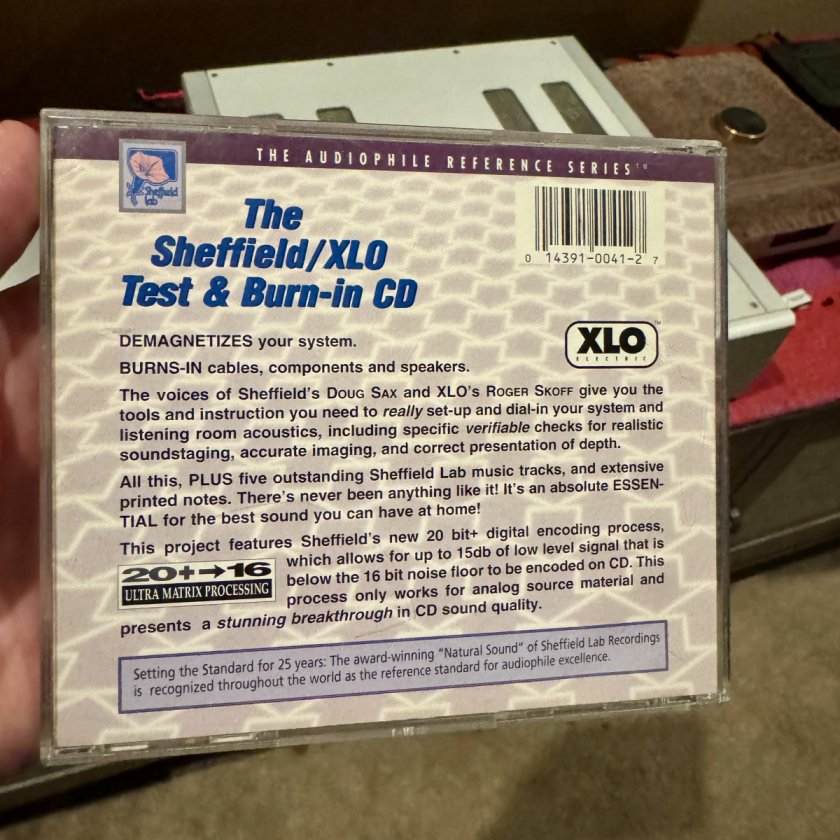 THE AUDIOPHILE REFERENCE SERIES™
Sheffield
lab
The
Sheffield/XLO
Test & Burn-in CD
0 14391-0041-2 7
XLO™
ELECTRIC
DEMAGNETIZES your system.
BURNS-IN cables, components and speakers.
The voices of Sheffield's DOUG SAX and XLO's ROGER SKOFF give you the
tools and instruction you need to really set-up and dial-in your system and
listening room acoustics, including specific verifiable checks for realistic
soundstaging, accurate imaging, and correct presentation of depth.
All this, PLUS five outstanding Sheffield Lab music tracks, and extensive
printed notes. There's never been anything like it! It's an absolute ESSEN-
TIAL for the best sound you can have at home!
This project features Sheffield's new 20 bit+ digital encoding process,
which allows for up to 15db of low level signal that is
below the 16 bit noise floor to be encoded on CD. This
process only works for analog source material and
presents a stunning breakthrough in CD sound quality.
20+→16
ULTRA MATRIX PROCESSING
Setting the Standard for 25 years: The award-winning "Natural Sound" of Sheffield Lab Recordings
is recognized throughout the world as the reference standard for audiophile excellence.